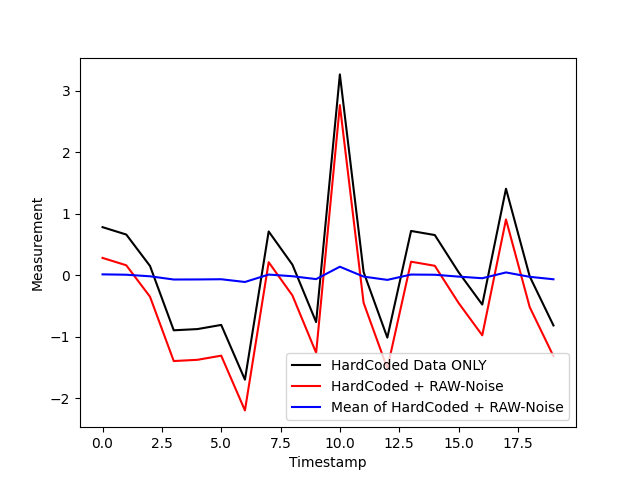 3
2
1
0
−1
−2
Measurement
HardCoded Data ONLY
HardCoded + RAW-Noise
Mean of HardCoded + RAW-Noise
0.0 2.5 5.0 7.5 10.0 12.5 15.0 17.5
Timestamp